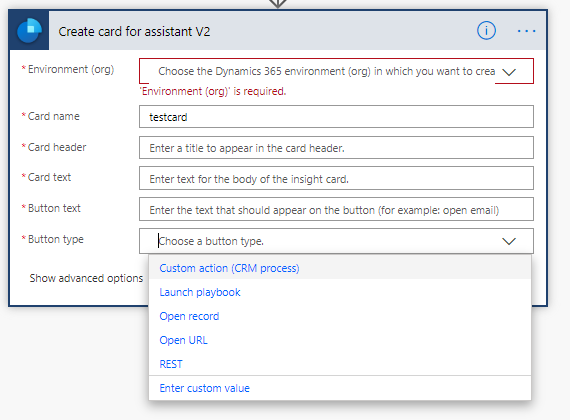 Create card for assistant V2
* Environment (org)
Choose the Dynamics 365 environment (org) in which you want to crea
'Environment (org)' is required.
* Card name
testcard
* Card header
Enter a title to appear in the card header.
* Card text
Enter text for the body of the insight card.
* Button text
Enter the text that should appear on the button (for example: open email)
* Button type
Choose a button type.
Show advanced options
Custom action (CRM process)
Launch playbook
Open record
Open URL
REST
Enter custom value